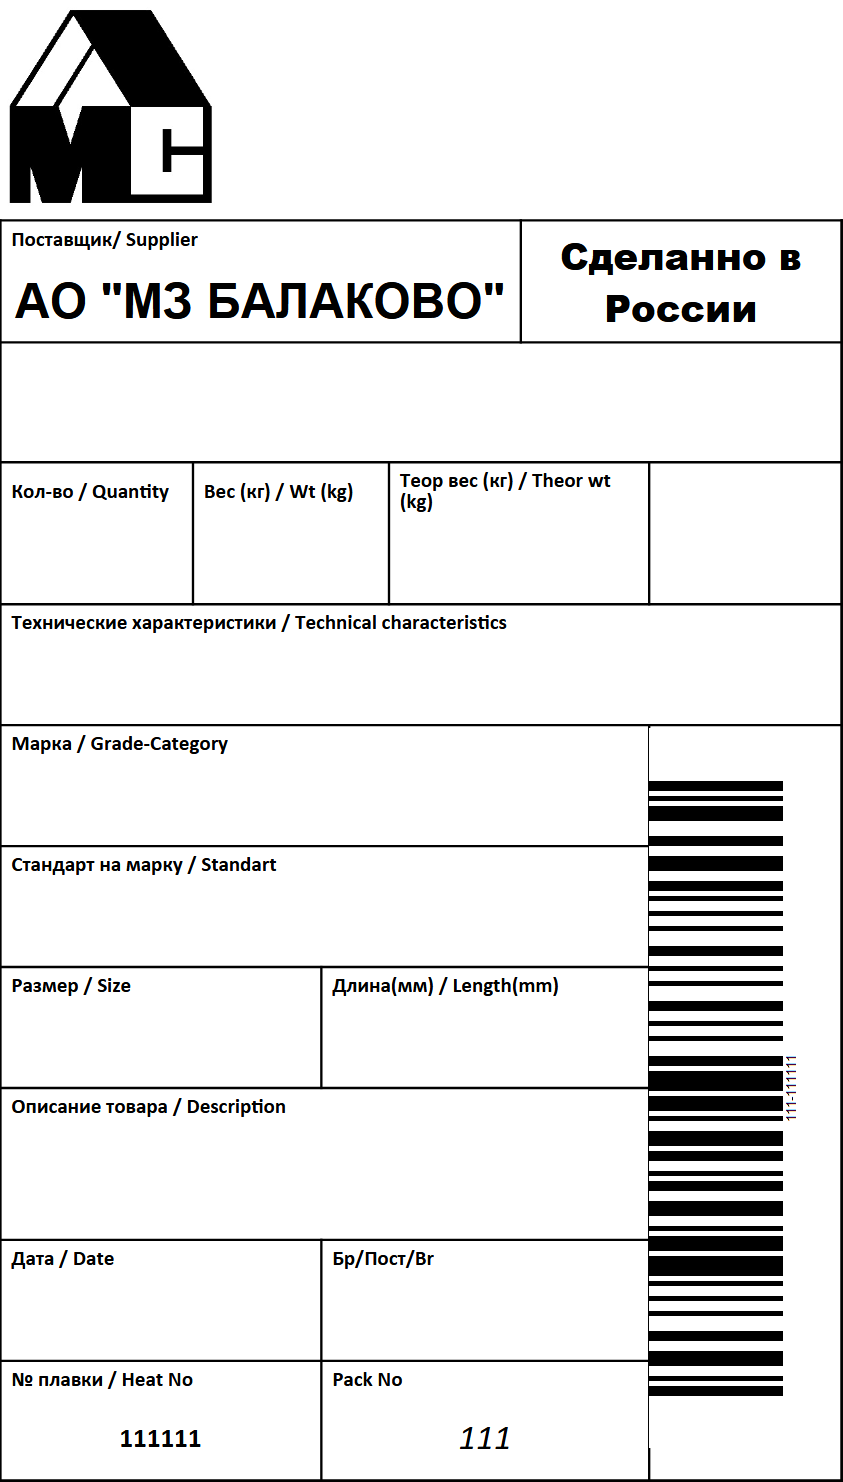 МС
Поставщик/ Supplier
АО "МЗ БАЛАКОВО"
Сделанно в
России
Кол-во / Quantity
Вес (кг) / Wt (kg)
Теор вес (кг) / Theor wt
(kg)
Технические характеристики / Technical characteristics
Марка / Grade-Category
Стандарт на марку / Standart
Размер / Size
Длина(мм) / Length(mm)
111-11111
Описание товара / Description
Дата / Date
Бр/Пост/Br
№ плавки / Heat No
111111
Pack No
111